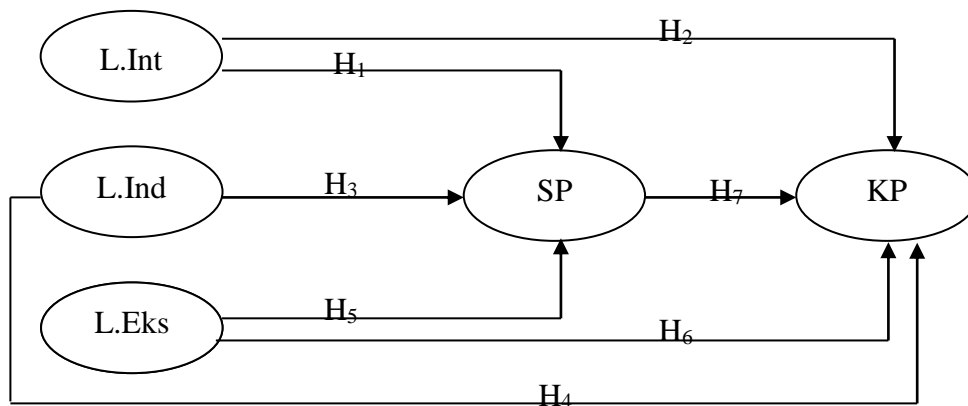 H₂
L.Int
H₁
L.Ind
H₃
SP
H₇
KP
L.Eks
H₅
H₆
H₄